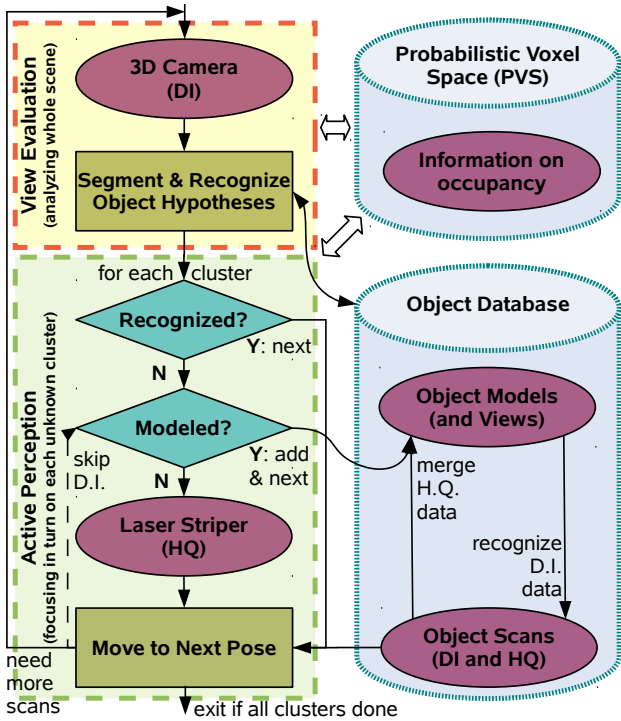 View Evaluation
(analyzing whole scene)
3D Camera
(DI)
Segment & Recognize
Object Hypotheses
Probabilistic Voxel
Space (PVS)
Information on
occupancy
Active Perception
(focusing in turn on each unknown cluster)
for each cluster
Recognized?
Y: next
N
Modeled?
Y: add
& next
skip
D.I.
N
Laser Striper
(HQ)
Move to Next Pose
need
more
scans
exit if all clusters done
Object Database
Object Models
(and Views)
merge
H.Q.
data
recognize
D.I.
data
Object Scans
(DI and HQ)